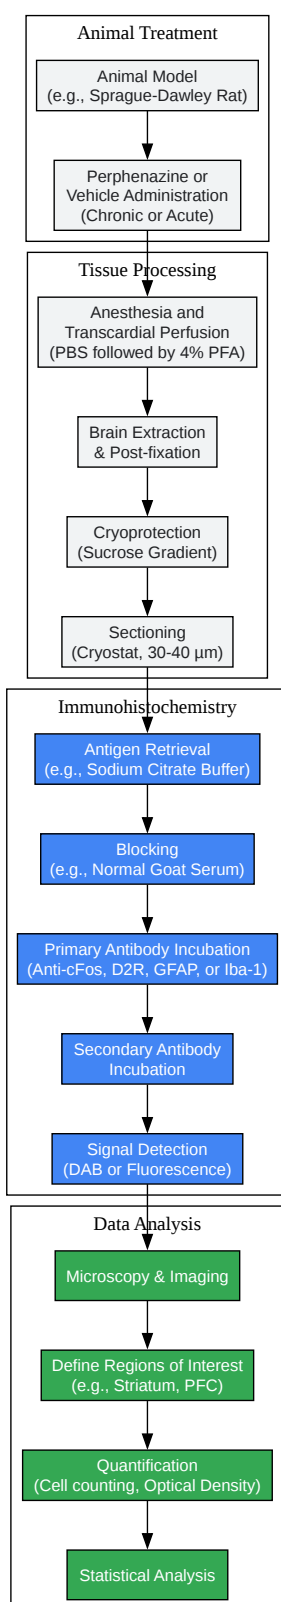 Animal Treatment
Animal Model
(e.g., Sprague-Dawley Rat)
Perphenazine or
Vehicle Administration
(Chronic or Acute)
Tissue Processing
Anesthesia and
Transcardial Perfusion
(PBS followed by 4% PFA)
Brain Extraction
& Post-fixation
Cryoprotection
(Sucrose Gradient)
Sectioning
(Cryostat, 30-40 µm)
Immunohistochemistry
Antigen Retrieval
(e.g., Sodium Citrate Buffer)
Blocking
(e.g., Normal Goat Serum)
Primary Antibody Incubation
(Anti-cFos, D2R, GFAP, or Iba-1)
Secondary Antibody
Incubation
Signal Detection
(DAB or Fluorescence)
Data Analysis
Microscopy & Imaging
Define Regions of Interest
(e.g., Striatum, PFC)
Quantification
(Cell counting, Optical Density)
Statistical Analysis